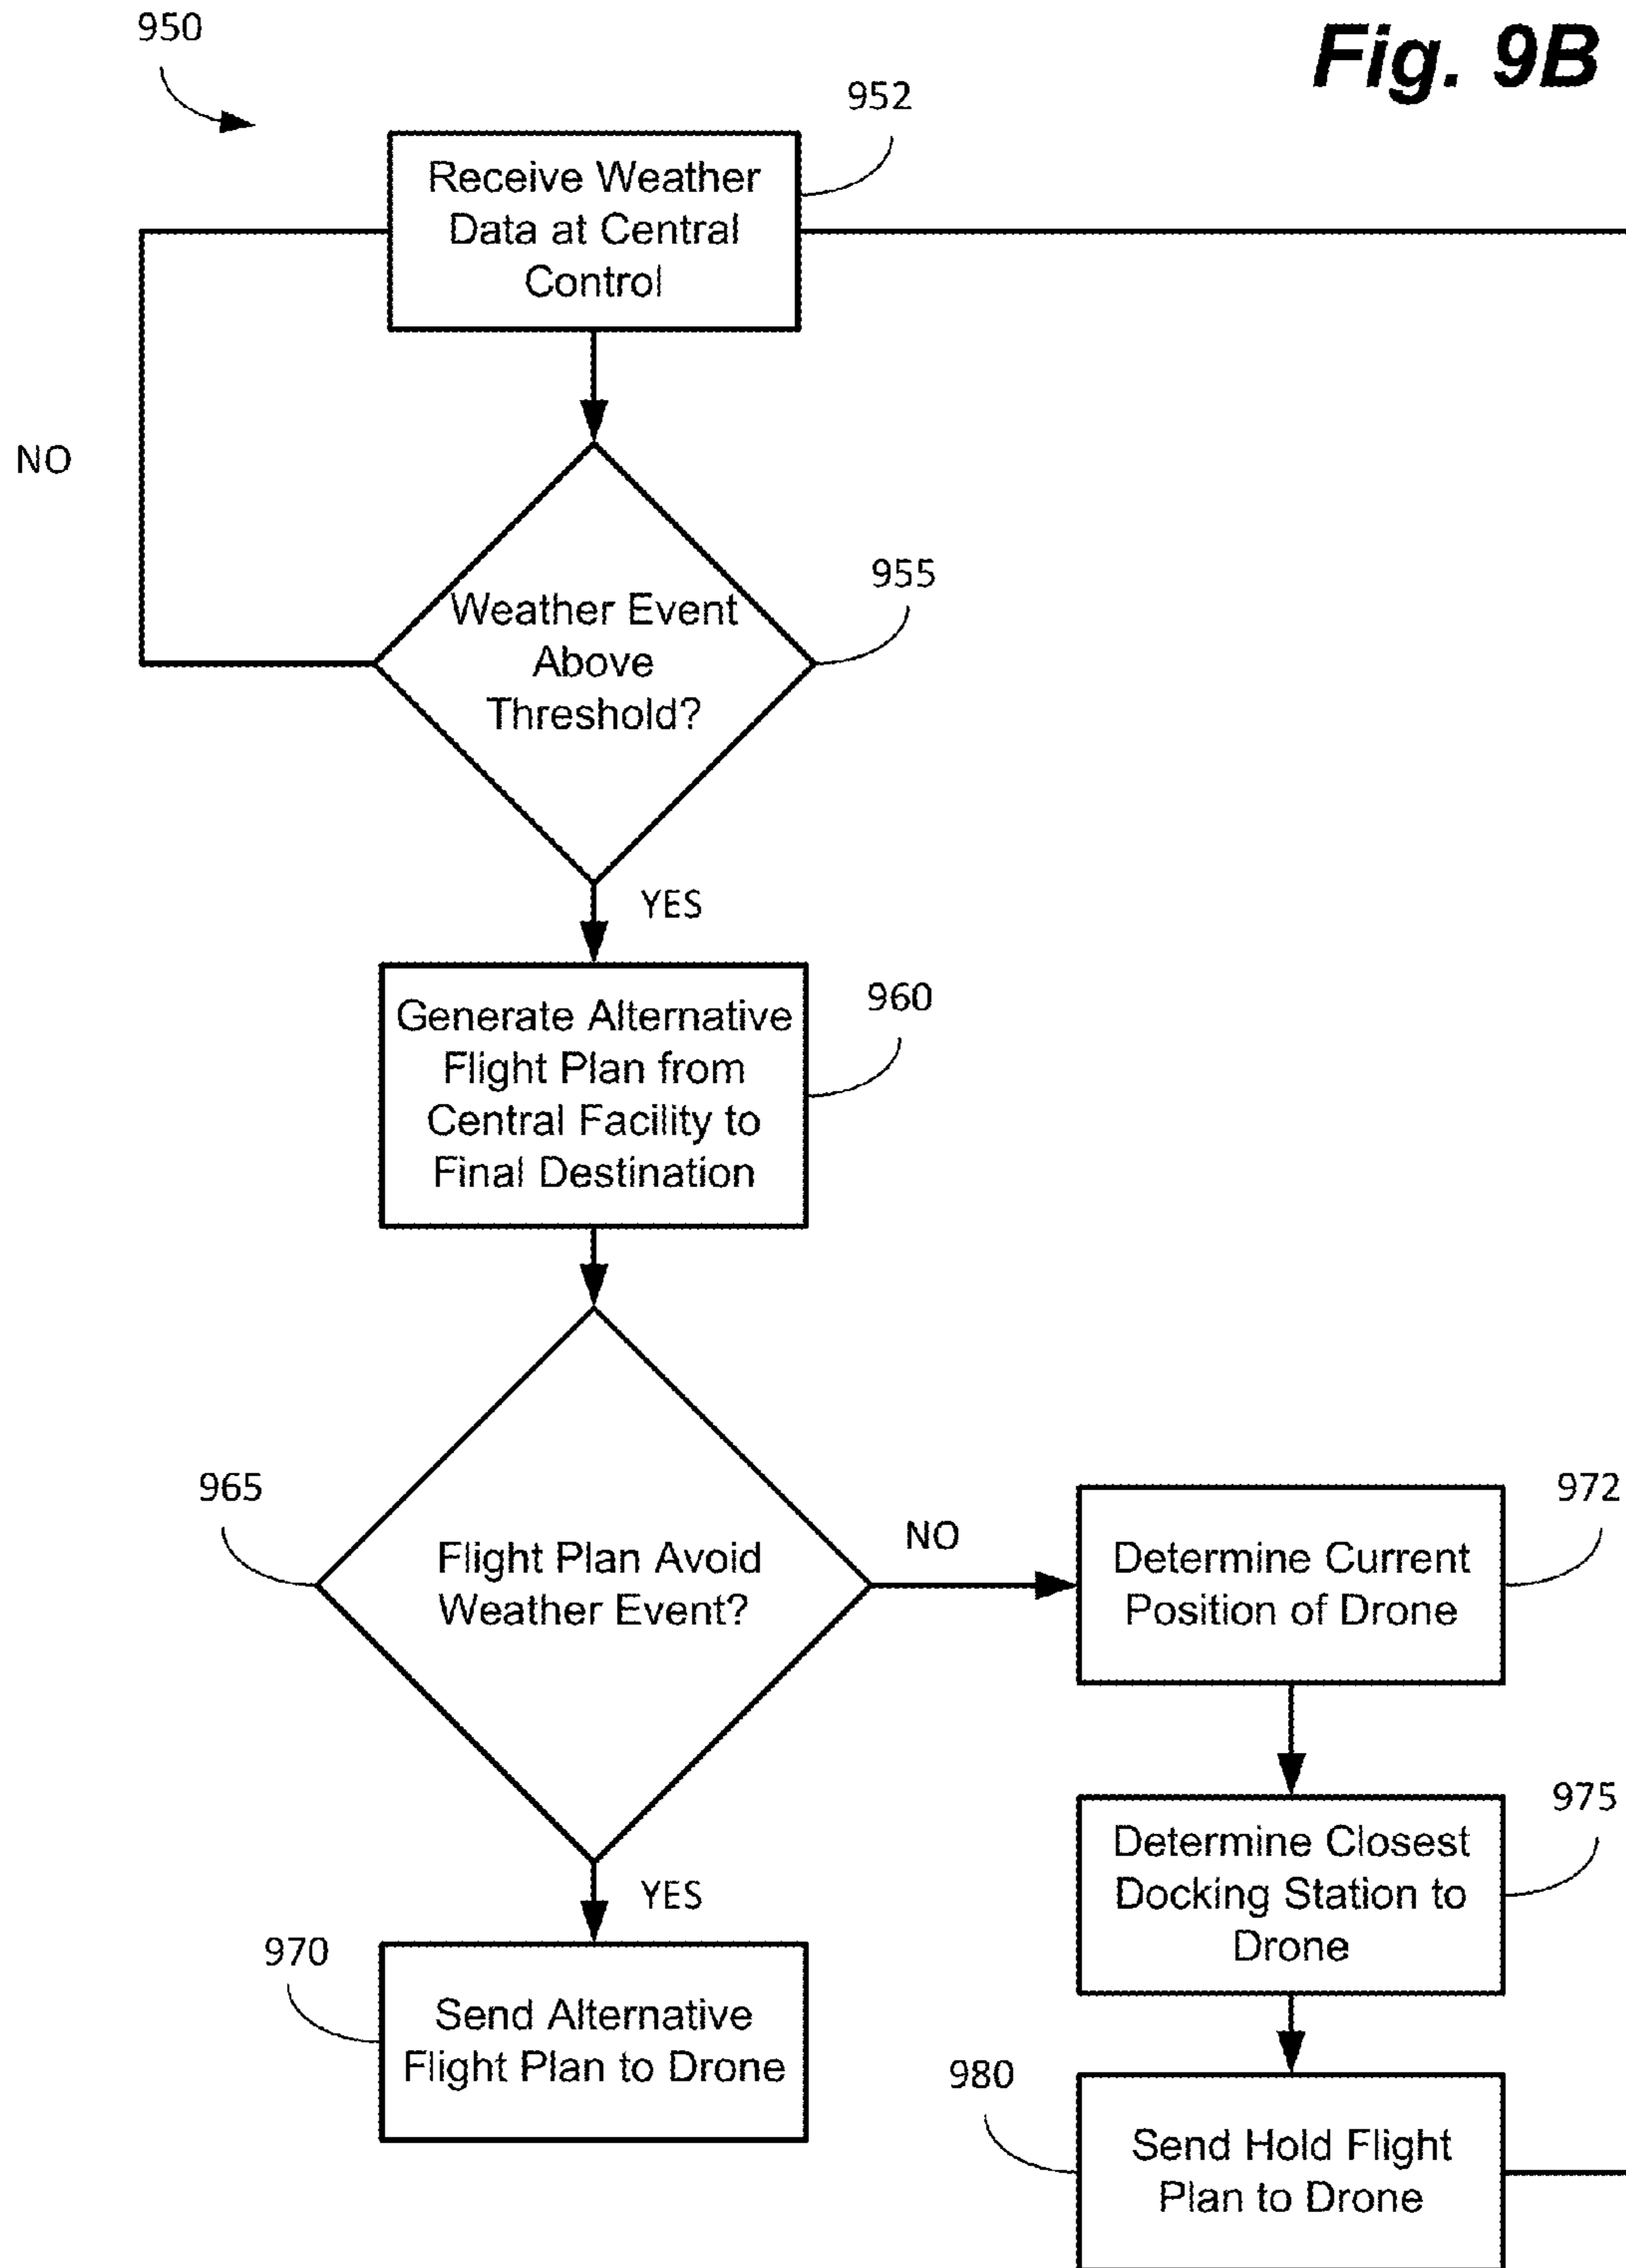 950
Fig. 9B
952
Receive Weather
Data at Central
Control
NO
955
Weather Event
Above
Threshold?
YES
960
Generate Alternative
Flight Plan from
Central Facility to
Final Destination
965
Flight Plan Avoid
Weather Event?
NO
972
Determine Current
Position of Drone
975
Determine Closest
Docking Station to
Drone
YES
970
Send Alternative
Flight Plan to Drone
980
Send Hold Flight
Plan to Drone